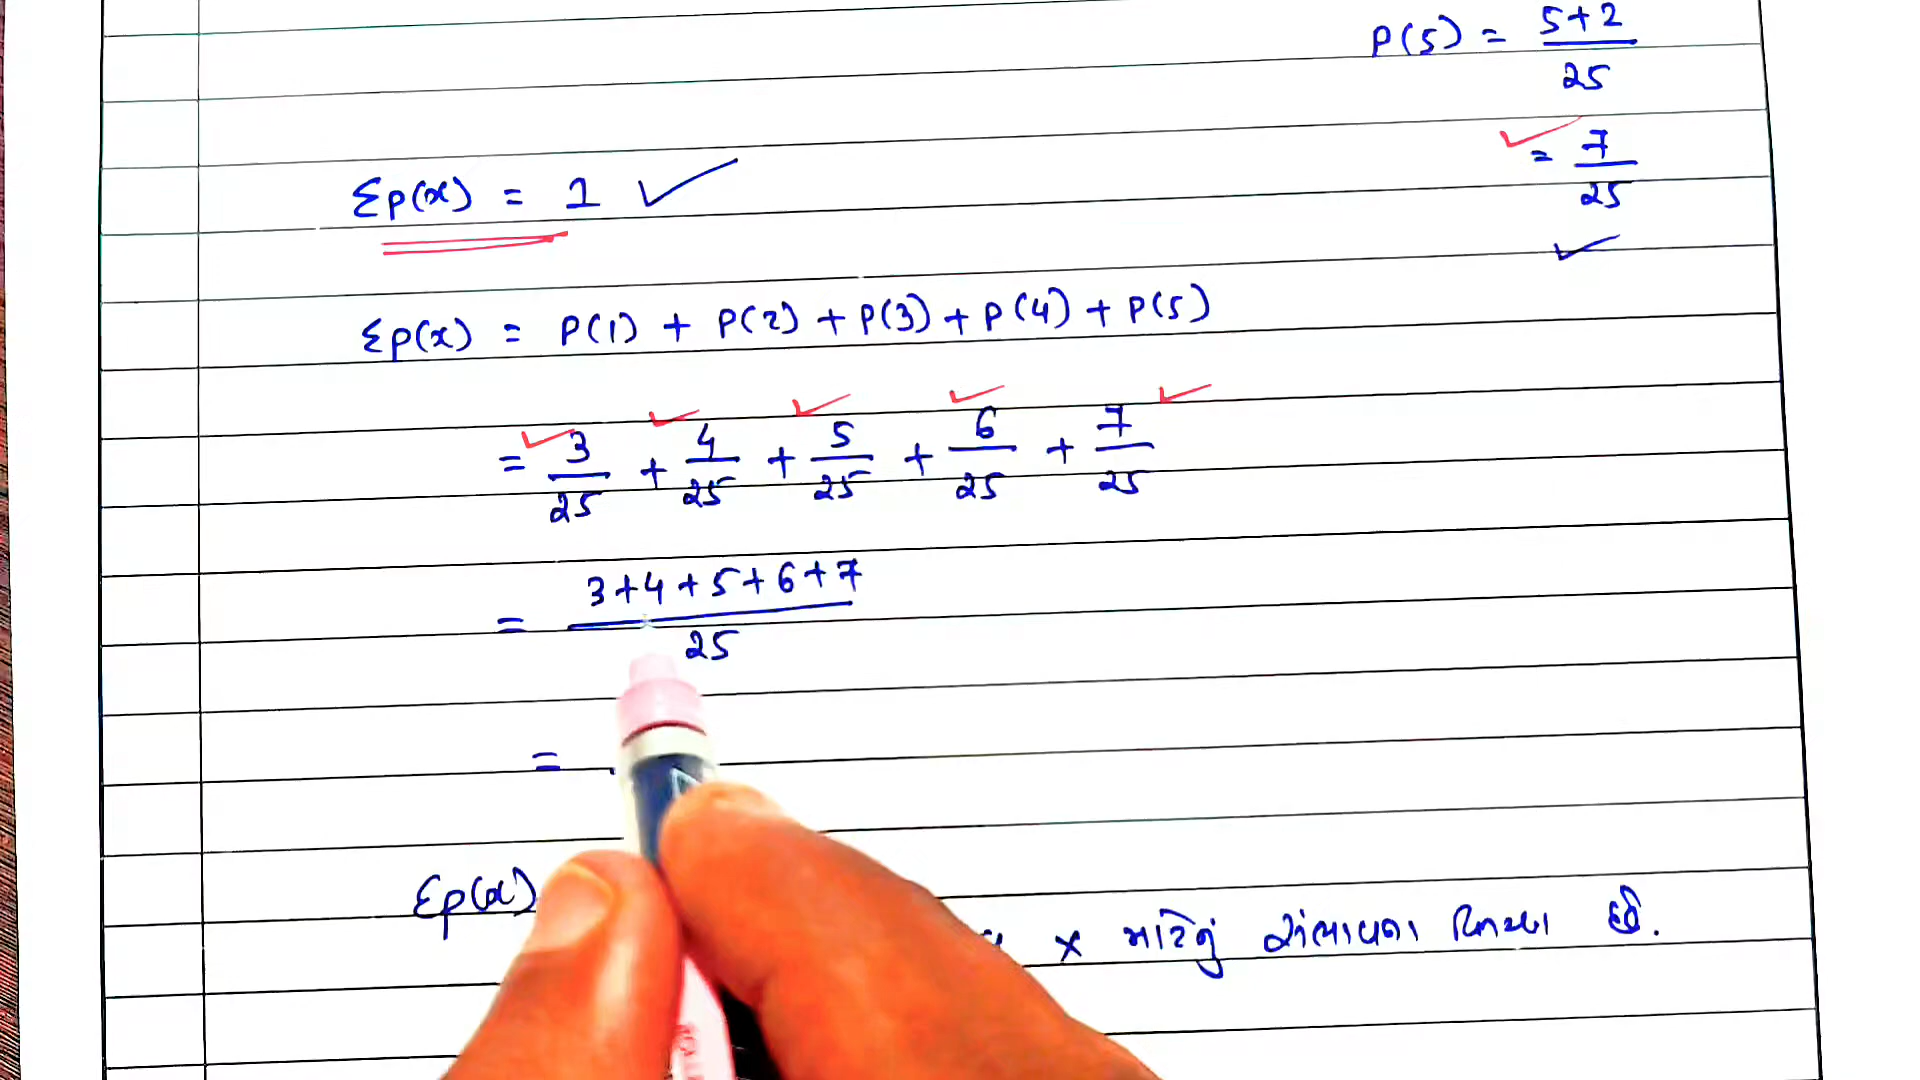 P(5) = 5+2/25
= 7/25
Σp(x) = 1
Σp(x) = P(1) + P(2) + P(3) + P(4) + P(5)
= 3/25 + 4/25 + 5/25 + 6/25 + 7/25
= 3+4+5+6+7/25
=
Σp(x) x માટેનું સંભાવના વિતરણ છે.